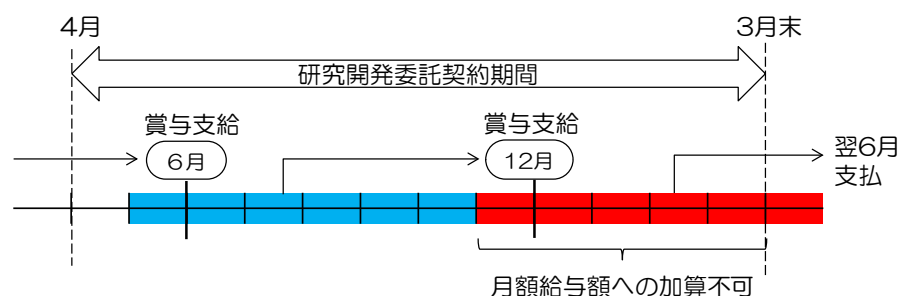 4月
3月末
研究開発委託契約期間
賞与支給
賞与支給
6月
12月
翌6月
支払
月額給与額への加算不可